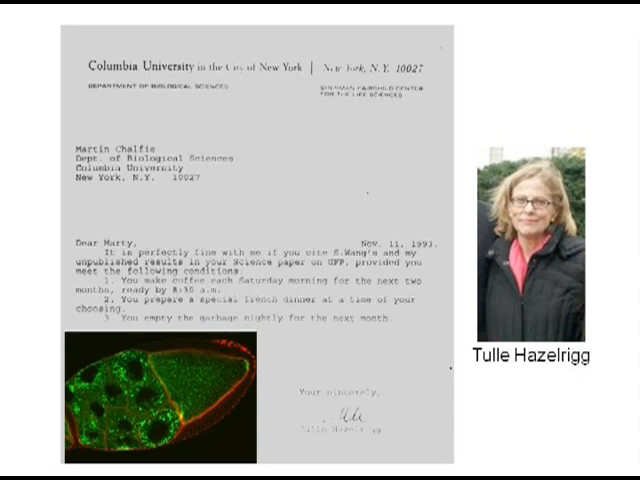 Columbia University in the City of New York | New York, N.Y. 10027
DEPARTMENT OF BIOLOGICAL SCIENCES
SHERMAN FAIRCHILD CENTER
FOR THE LIFE SCIENCES
Martin Chalfie
Dept. of Biological Sciences
Columbia University
New York, N.Y. 10027
Dear Marty, Nov. 11, 1993.
It is perfectly fine with me if you cite S.Wang's and my
unpublished results in your Science paper on GFP, provided you
meet the following conditions:
1. You make coffee each Saturday morning for the next two
months, ready by 8:30 a.m.
2. You prepare a special french dinner at a time of your
choosing.
3. You empty the garbage nightly for the next month.
Your sincerely,
Tulle
Tulle Hazelrigg
Tulle Hazelrigg